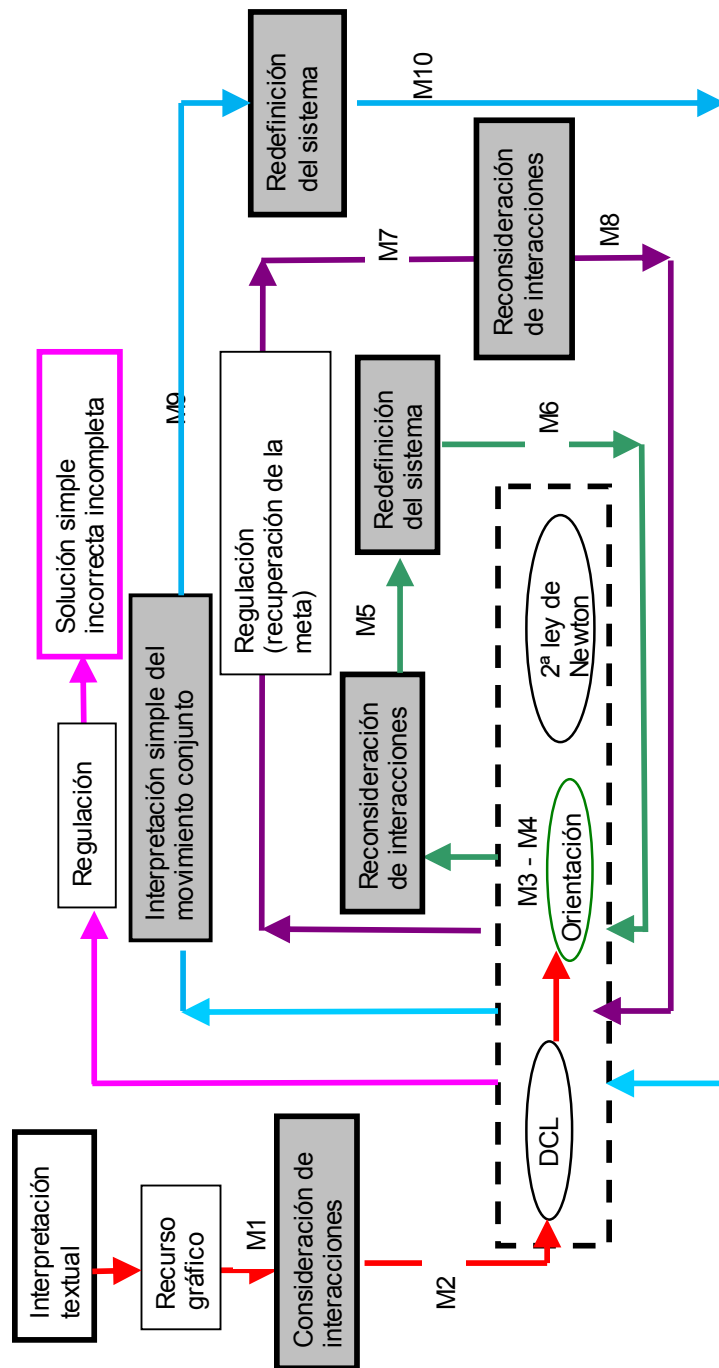 Interpretación
textual
Recurso
gráfico
M1
Consideración de
interacciones
M2
DCL
Orientación
M3 - M4
2ª ley de
Newton
Regulación
Solución simple
incorrecta incompleta
Interpretación simple del
movimiento conjunto
M9
Redefinición
del sistema
M10
Regulación
(recuperación de la
meta)
M7
Reconsideración
de interacciones
M8
Reconsideración
de interacciones
M5
Redefinición
del sistema
M6